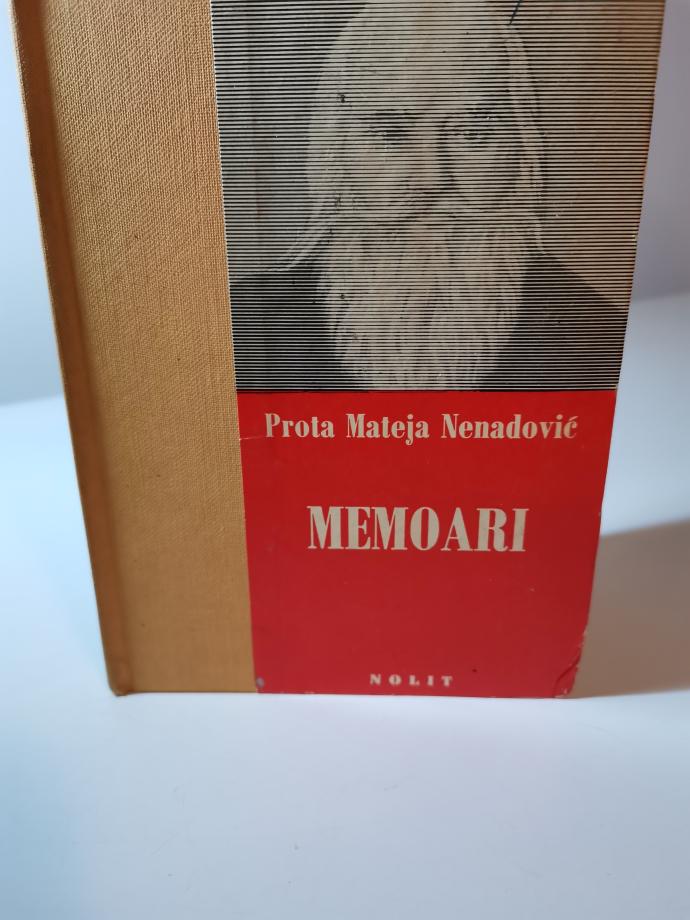 Prota Mateja Nenadović
MEMOARI
NOLIT